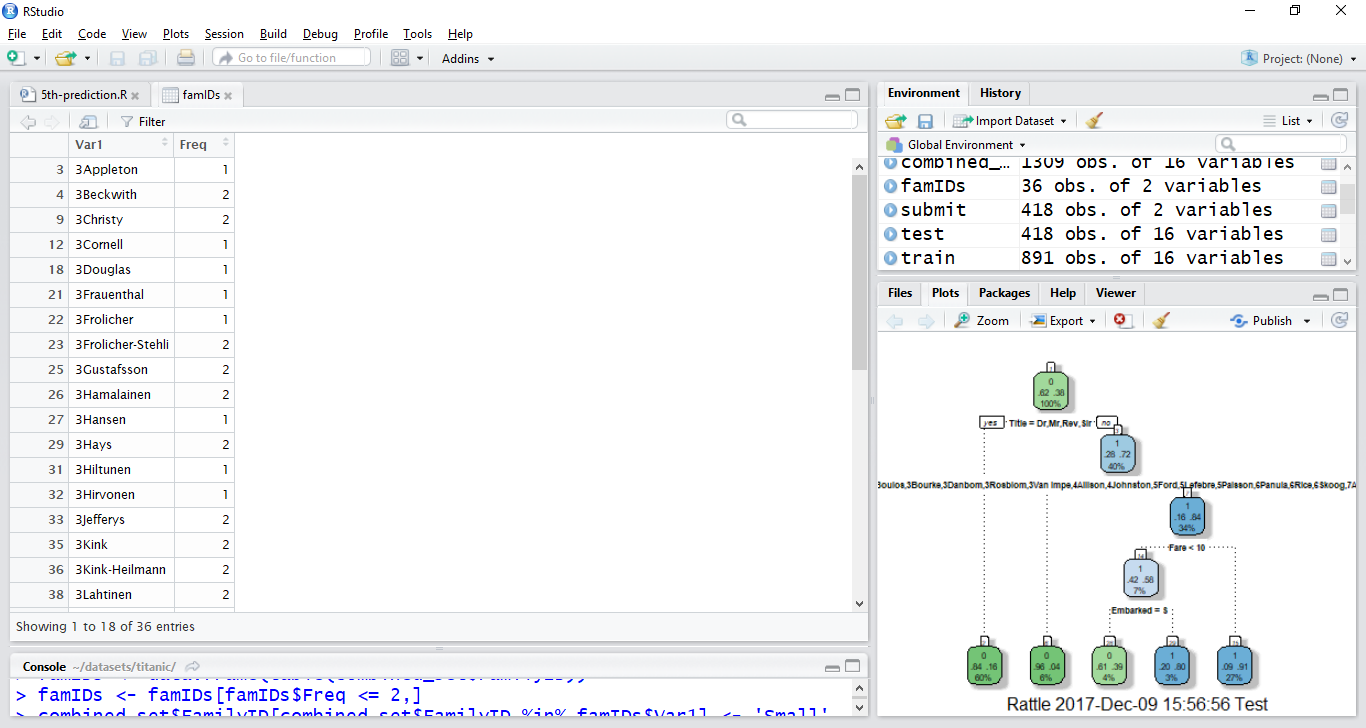 RStudio
File Edit Code View Plots Session Build Debug Profile Tools Help
Go to file/function Addins Project: (None)
5th-prediction.R famIDs
Filter
Var1 Freq
3 3Appleton 1
4 3Beckwith 2
9 3Christy 2
12 3Cornell 1
18 3Douglas 1
21 3Frauenthal 1
22 3Frolicher 1
23 3Frolicher-Stehli 2
25 3Gustafsson 2
26 3Hamalainen 2
27 3Hansen 1
29 3Hays 2
31 3Hiltunen 1
32 3Hirvonen 1
33 3Jefferys 2
35 3Kink 2
36 3Kink-Heilmann 2
38 3Lahtinen 2
Showing 1 to 18 of 36 entries
Console ~/datasets/titanic/
> famIDs <- famIDs[famIDs$Freq <= 2,]
> combined_set$FamilyID[combined_set$FamilyID %in% famIDs$Var1] <- 'Small'
Environment History
Import Dataset List
Global Environment
combined_... 1309 obs. of 16 variables
famIDs 36 obs. of 2 variables
submit 418 obs. of 2 variables
test 418 obs. of 16 variables
train 891 obs. of 16 variables
Files Plots Packages Help Viewer
Zoom Export Publish
1
0
.62 .38
100%
yes Title = Dr,Mr,Rev,Sir no
3
1
.28 .72
40%
3Bourke,3Danbom,3Rosblom,3Van Impe,4Allison,4Johnston,5Ford,5Lefebre,5Palsson,6Panula,6Rice,6Skoog,7A
7
1
.16 .84
34%
Fare < 10
14
1
.42 .58
7%
Embarked = S
2
0
.84 .16
60%
6
0
.96 .04
6%
28
0
.61 .39
4%
29
1
.20 .80
3%
15
1
.09 .91
27%
Rattle 2017-Dec-09 15:56:56 Test